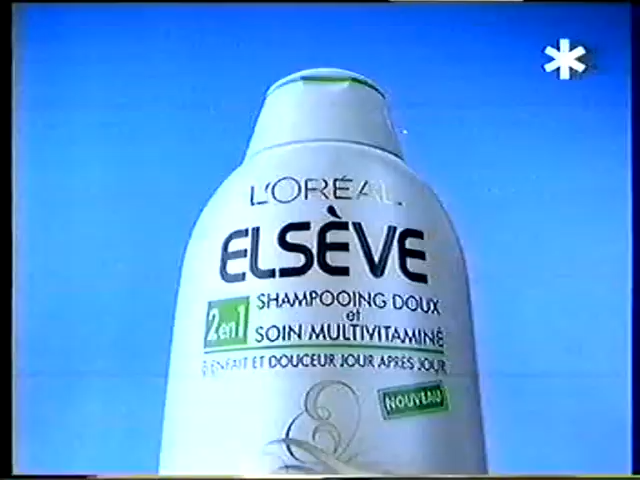 L'ORÉAL
ELSÈVE
2en1
SHAMPOOING DOUX
et
SOIN MULTIVITAMINÉ
BIENFAIT ET DOUCEUR JOUR APRÈS JOUR
NOUVEAU